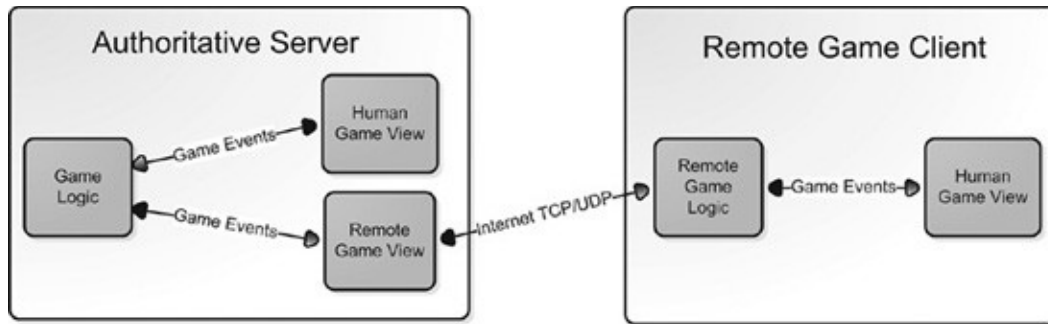 Authoritative Server
Human
Game View
Game Events
Game
Logic
Game Events
Remote
Game View
Internet TCP/UDP
Remote Game Client
Remote
Game
Logic
Game Events
Human
Game View